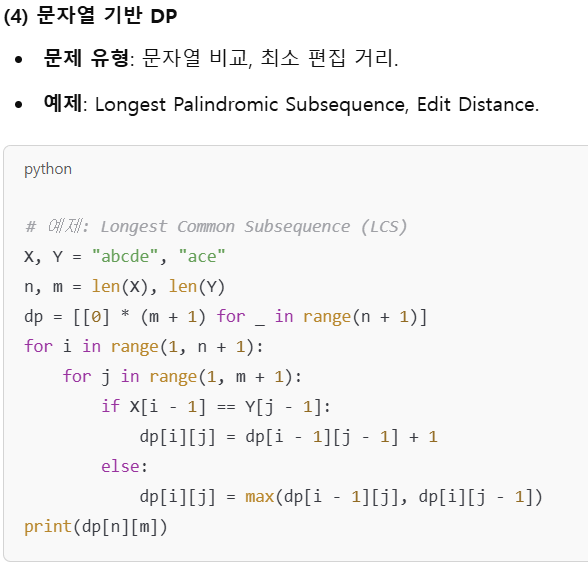 (4) 문자열 기반 DP
• 문제 유형: 문자열 비교, 최소 편집 거리.
• 예제: Longest Palindromic Subsequence, Edit Distance.
python
# 예제: Longest Common Subsequence (LCS)
X, Y = "abcde", "ace"
n, m = len(X), len(Y)
dp = [[0] * (m + 1) for _ in range(n + 1)]
for i in range(1, n + 1):
    for j in range(1, m + 1):
        if X[i - 1] == Y[j - 1]:
            dp[i][j] = dp[i - 1][j - 1] + 1
        else:
            dp[i][j] = max(dp[i - 1][j], dp[i][j - 1])
print(dp[n][m])